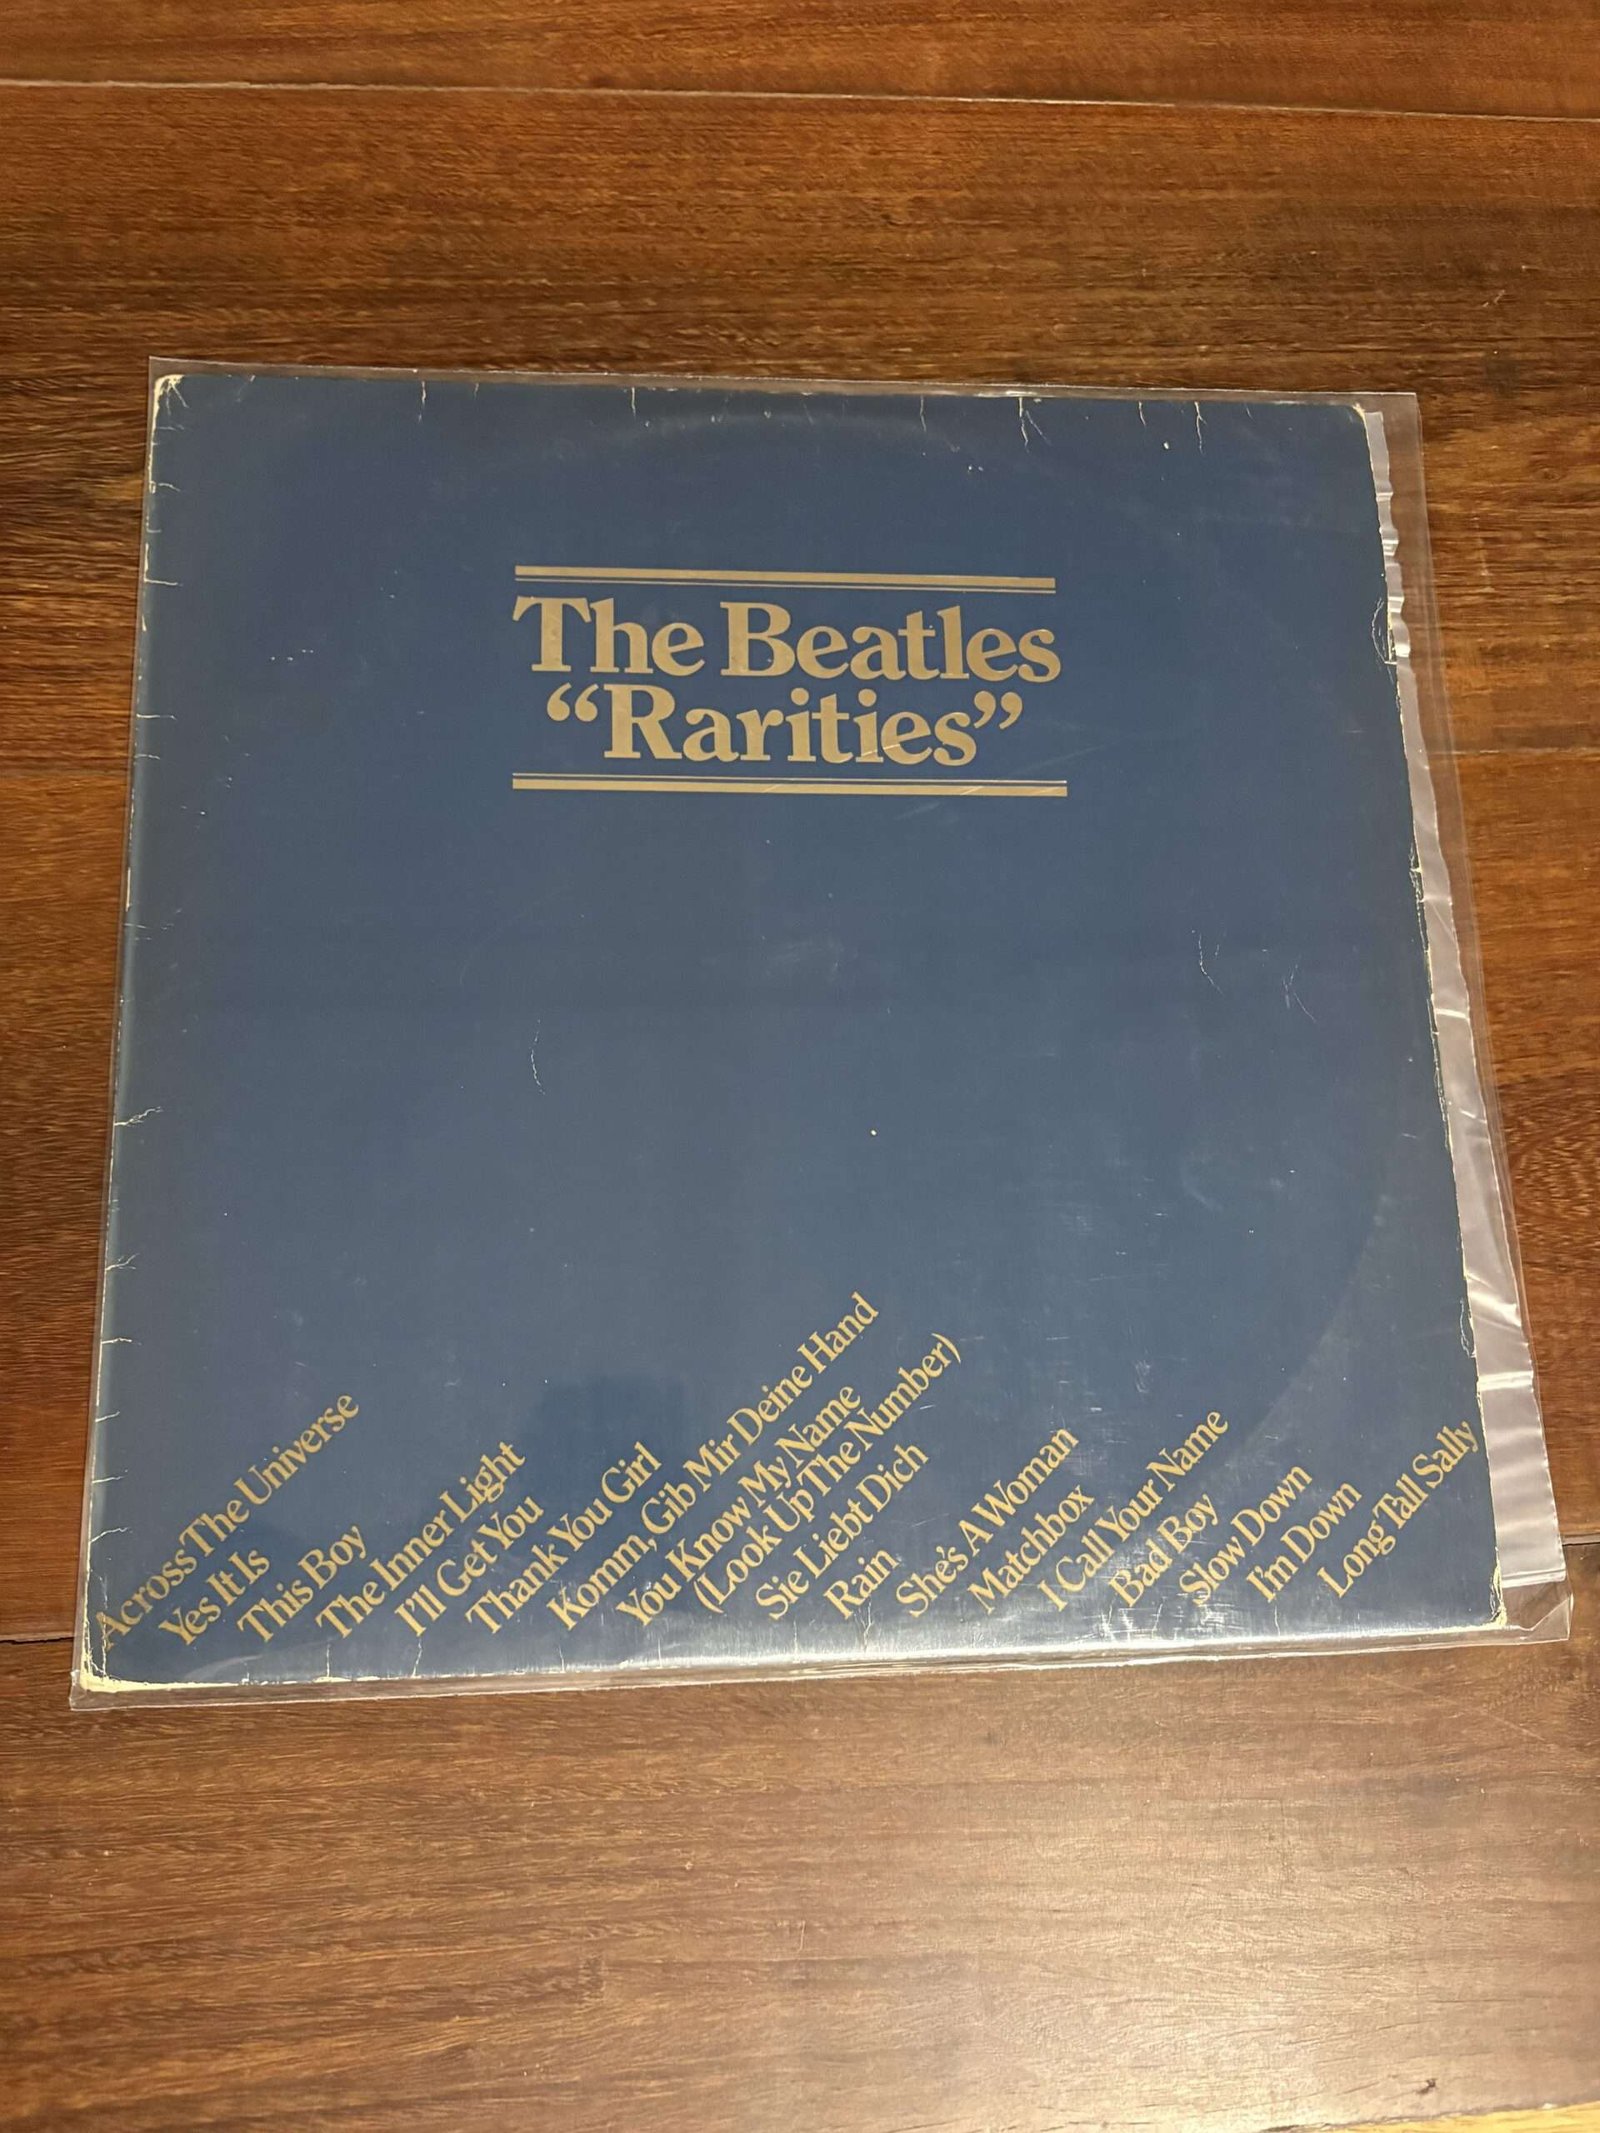 The Beatles
“Rarities”
Across The Universe
Yes It Is
This Boy
The Inner Light
I'll Get You
Thank You Girl
Komm, Gib Mir Deine Hand
You Know My Name
(Look Up The Number)
Sie Liebt Dich
Rain
She's A Woman
Matchbox
I Call Your Name
Bad Boy
Slow Down
I'm Down
Long Tall Sally